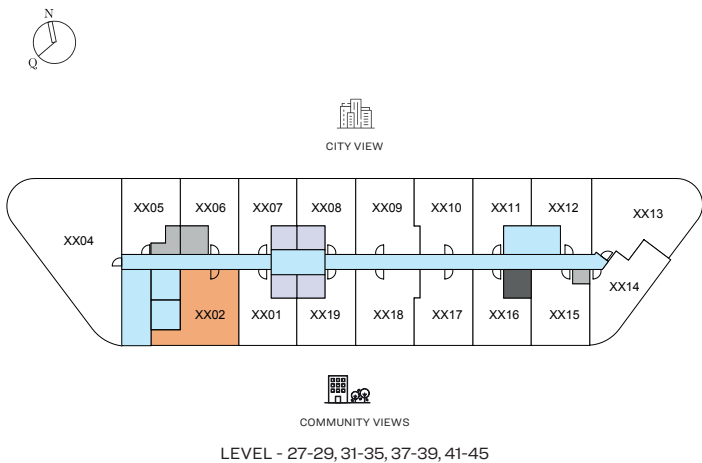 N
Q
CITY VIEW
XX05 XX06 XX07 XX08 XX09 XX10 XX11 XX12
XX13
XX04
XX14
XX02 XX01 XX19 XX18 XX17 XX16 XX15
COMMUNITY VIEWS
LEVEL - 27-29, 31-35, 37-39, 41-45